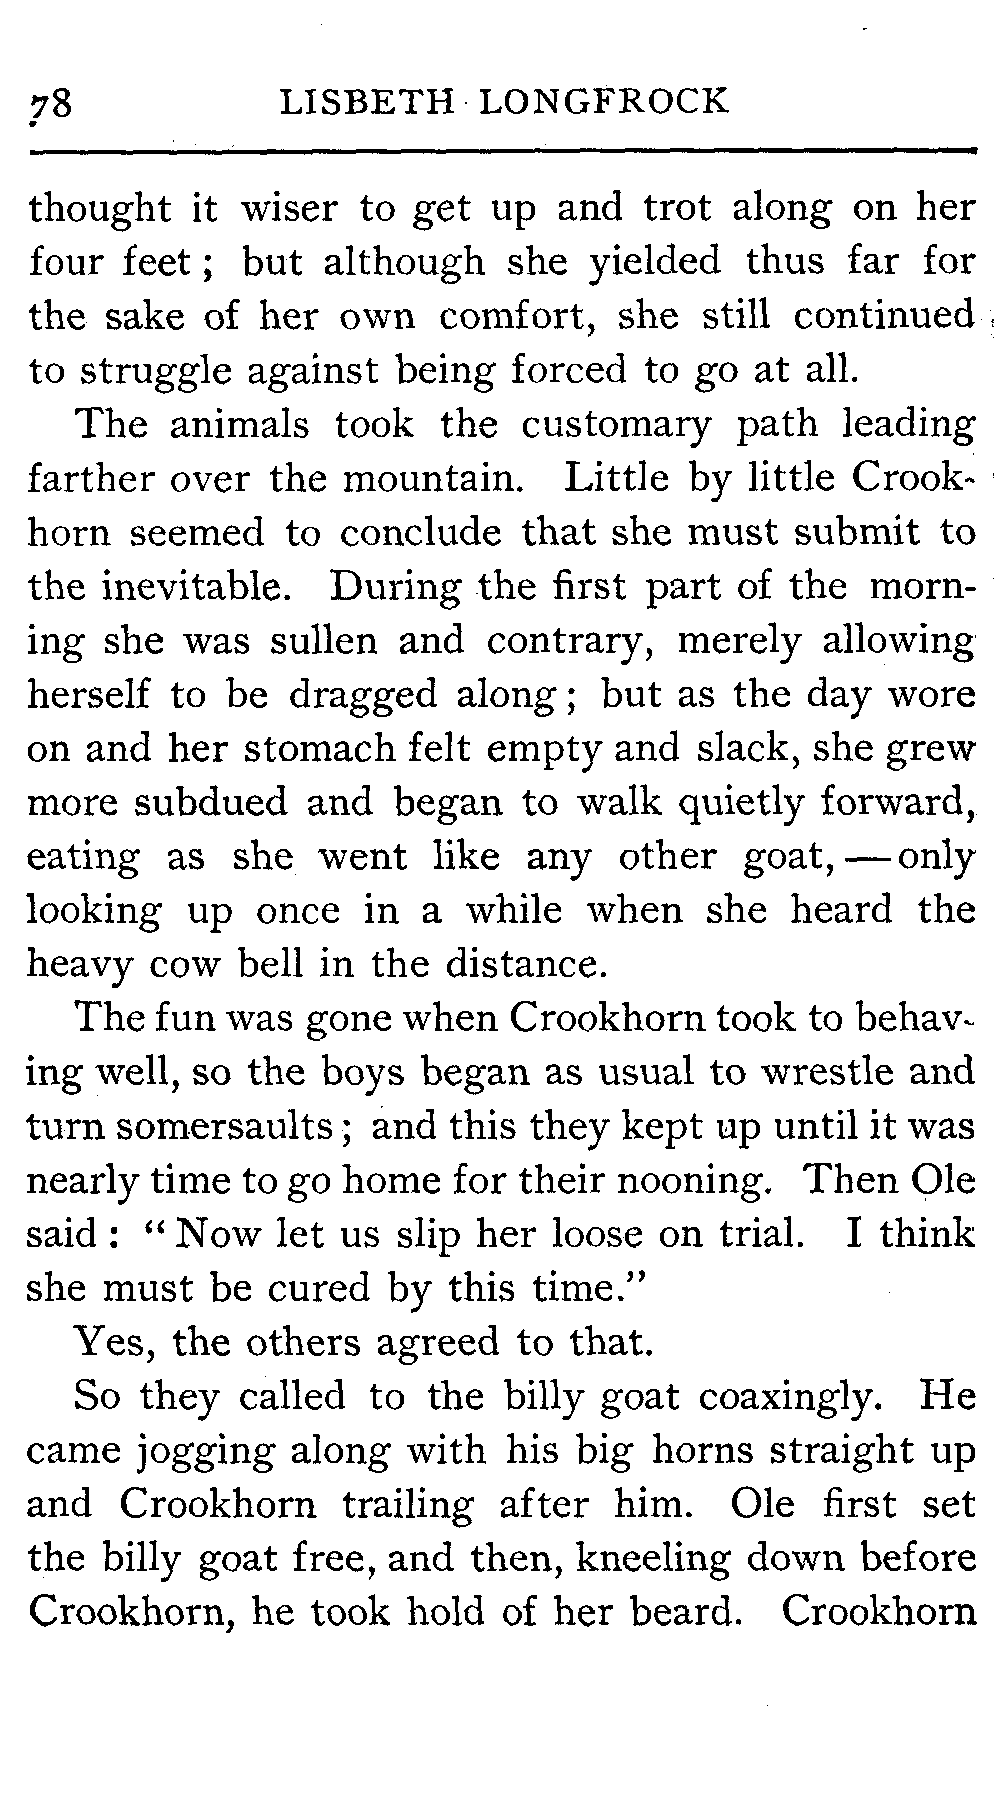 78 LISBETH LONGFROCK
thought it wiser to get up and trot along on her
four feet; but although she yielded thus far for
the sake of her own comfort, she still continued
to struggle against being forced to go at all.
The animals took the customary path leading
farther over the mountain. Little by little Crook-
horn seemed to conclude that she must submit to
the inevitable. During the first part of the morn-
ing she was sullen and contrary, merely allowing
herself to be dragged along; but as the day wore
on and her stomach felt empty and slack, she grew
more subdued and began to walk quietly forward,
eating as she went like any other goat,—only
looking up once in a while when she heard the
heavy cow bell in the distance.
The fun was gone when Crookhorn took to behav-
ing well, so the boys began as usual to wrestle and
turn somersaults; and this they kept up until it was
nearly time to go home for their nooning. Then Ole
said: “Now let us slip her loose on trial. I think
she must be cured by this time.”
Yes, the others agreed to that.
So they called to the billy goat coaxingly. He
came jogging along with his big horns straight up
and Crookhorn trailing after him. Ole first set
the billy goat free, and then, kneeling down before
Crookhorn, he took hold of her beard. Crookhorn